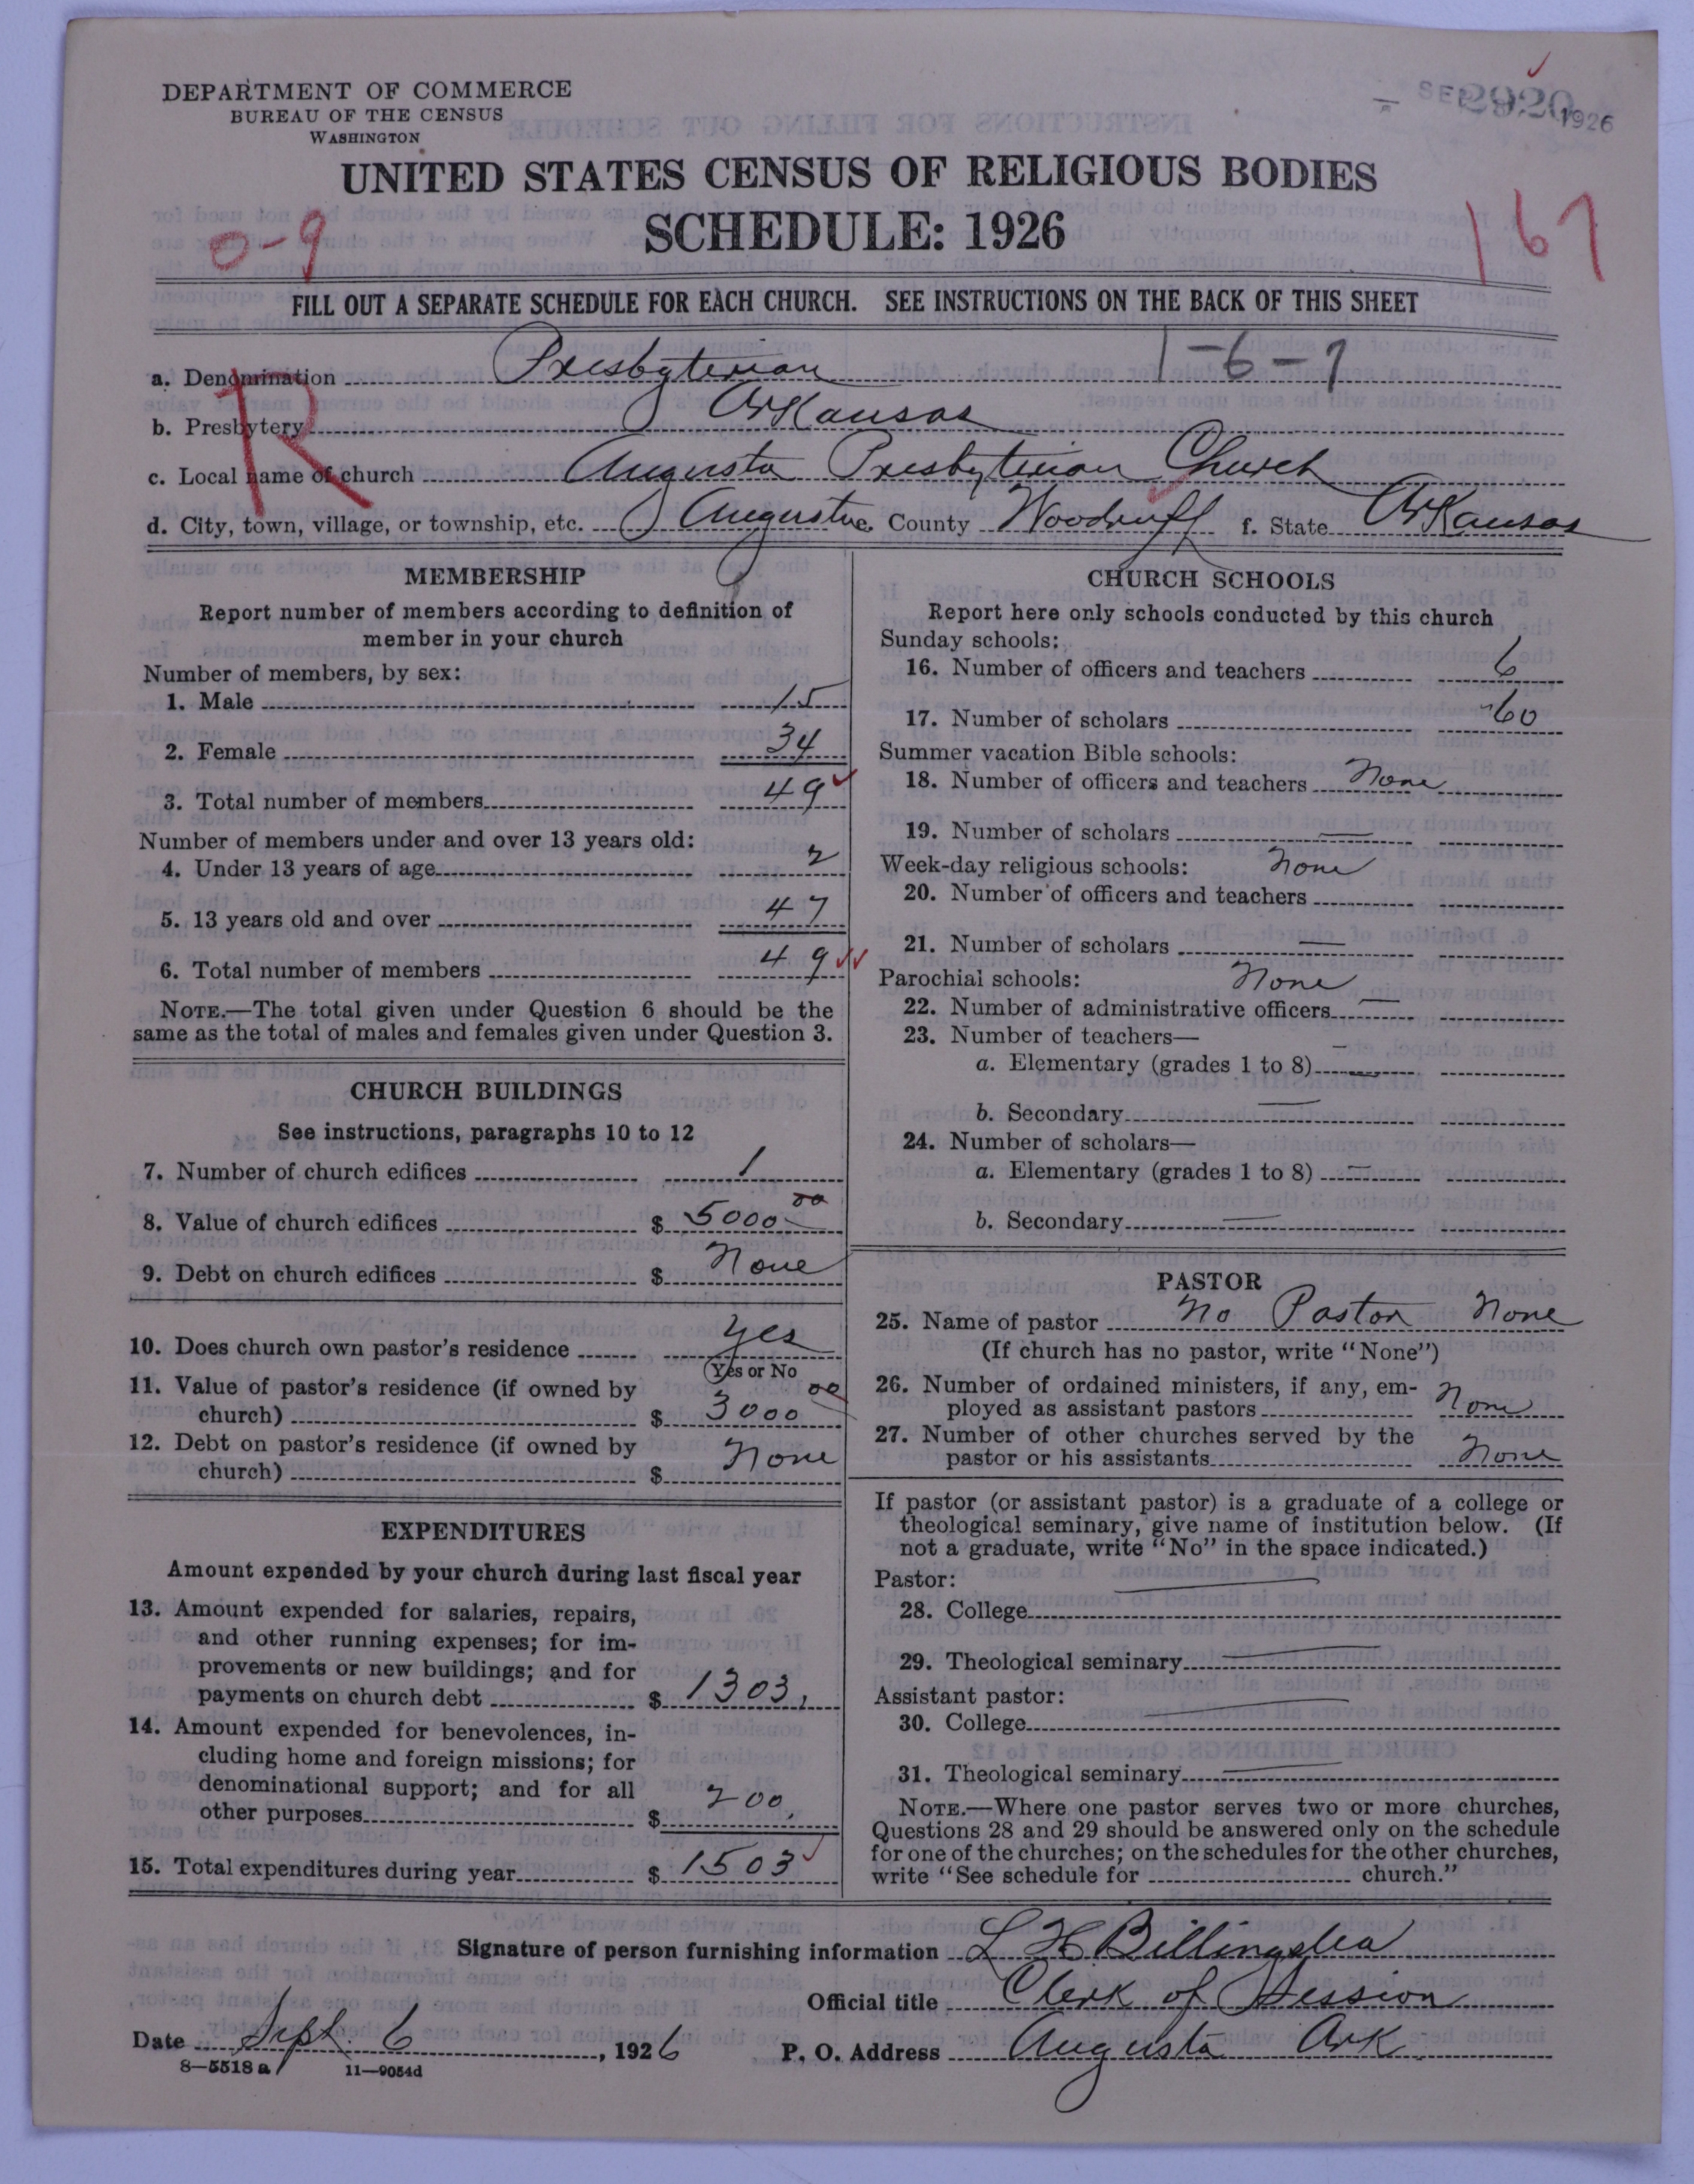 DEPARTMENT OF COMMERCE
BUREAU OF THE CENSUS
WASHINGTON
2920
1926
UNITED STATES CENSUS OF RELIGIOUS BODIES
SCHEDULE: 1926
0-9
167
FILL OUT A SEPARATE SCHEDULE FOR EACH CHURCH. SEE INSTRUCTIONS ON THE BACK OF THIS SHEET
1-6-7
R
a. Denomination Presbyterian
b. Presbytery Arkansas
c. Local name of church Augusta Presbyterian Church
d. City, town, village, or township, etc. Augusta e. County Woodruff f. State Arkansas
MEMBERSHIP
Report number of members according to definition of
member in your church
Number of members, by sex:
1. Male 15
2. Female 34
3. Total number of members 49
Number of members under and over 13 years old:
4. Under 13 years of age 2
5. 13 years old and over 47
6. Total number of members 49
NOTE.—The total given under Question 6 should be the
same as the total of males and females given under Question 3.
CHURCH BUILDINGS
See instructions, paragraphs 10 to 12
7. Number of church edifices 1
8. Value of church edifices $ 5000 00
9. Debt on church edifices $ None
10. Does church own pastor's residence Yes
Yes or No
11. Value of pastor's residence (if owned by
church) $ 3000 00
12. Debt on pastor's residence (if owned by
church) $ None
EXPENDITURES
Amount expended by your church during last fiscal year
13. Amount expended for salaries, repairs,
and other running expenses; for im-
provements or new buildings; and for
payments on church debt $ 1303,
14. Amount expended for benevolences, in-
cluding home and foreign missions; for
denominational support; and for all
other purposes $ 200.
15. Total expenditures during year $ 1503
CHURCH SCHOOLS
Report here only schools conducted by this church
Sunday schools:
16. Number of officers and teachers 6
17. Number of scholars 60
Summer vacation Bible schools:
18. Number of officers and teachers None
19. Number of scholars
Week-day religious schools: None
20. Number of officers and teachers
21. Number of scholars
Parochial schools: None
22. Number of administrative officers
23. Number of teachers—
a. Elementary (grades 1 to 8)
b. Secondary
24. Number of scholars—
a. Elementary (grades 1 to 8)
b. Secondary
PASTOR
25. Name of pastor No Pastor None
(If church has no pastor, write "None")
26. Number of ordained ministers, if any, em-
ployed as assistant pastors None
27. Number of other churches served by the
pastor or his assistants None
If pastor (or assistant pastor) is a graduate of a college or
theological seminary, give name of institution below. (If
not a graduate, write "No" in the space indicated.)
Pastor:
28. College
29. Theological seminary
Assistant pastor:
30. College
31. Theological seminary
NOTE.—Where one pastor serves two or more churches,
Questions 28 and 29 should be answered only on the schedule
for one of the churches; on the schedules for the other churches,
write "See schedule for church."
Signature of person furnishing information L H Billingslea
Official title Clerk of Session
Date Sept. 6, 1926 P. O. Address Augusta Ark
8—5518 a 11—9054d